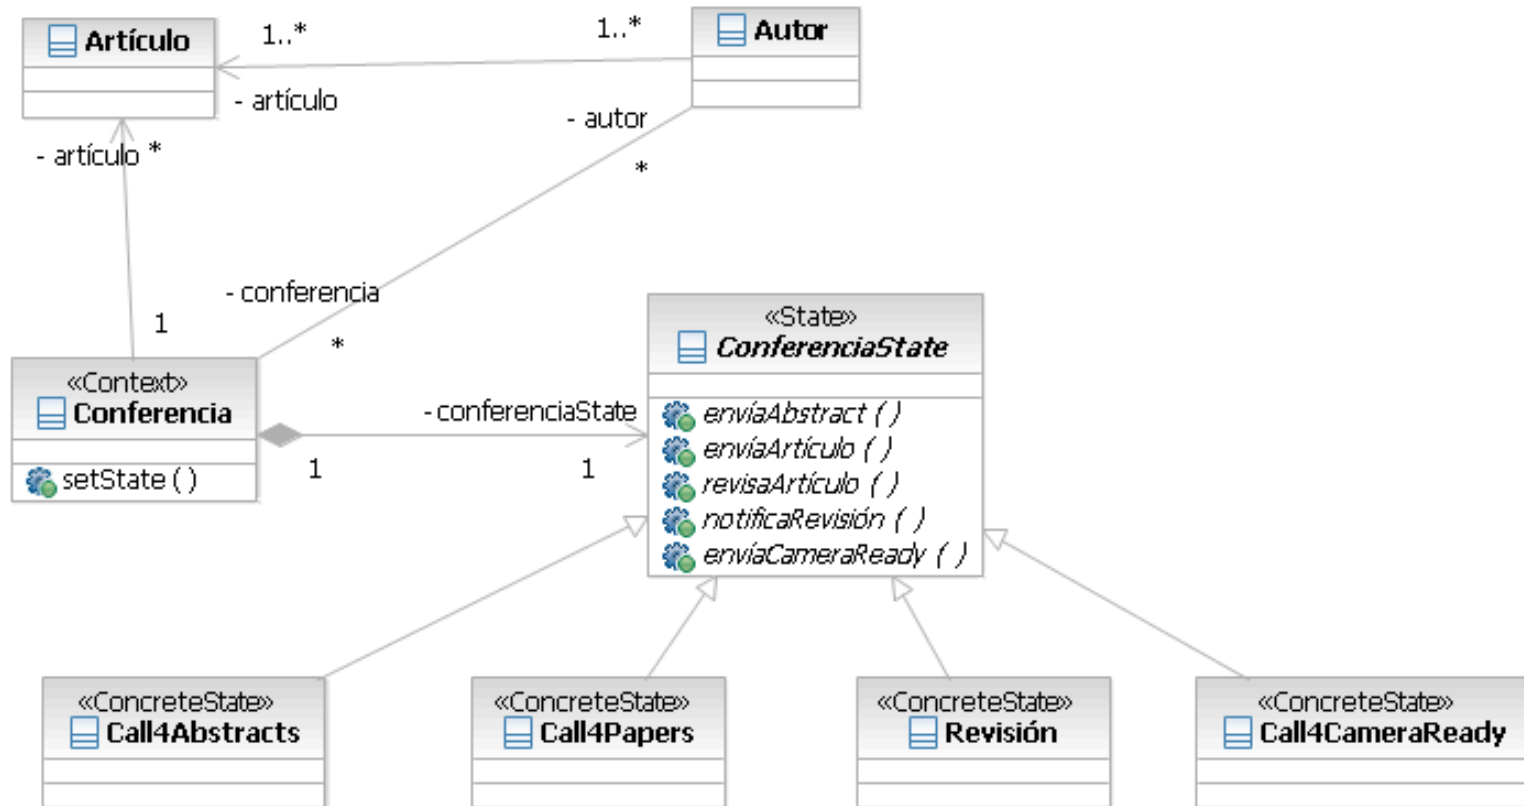 Artículo
1..*
1..*
Autor
- artículo
- autor
- artículo *
*
- conferencia
1
*
«Context»
Conferencia
setState ( )
- conferenciaState
1
1
«State»
ConferenciaState
envíaAbstract ( )
envíaArtículo ( )
revisaArtículo ( )
notificaRevisión ( )
envíaCameraReady ( )
«ConcreteState»
Call4Abstracts
«ConcreteState»
Call4Papers
«ConcreteState»
Revisión
«ConcreteState»
Call4CameraReady